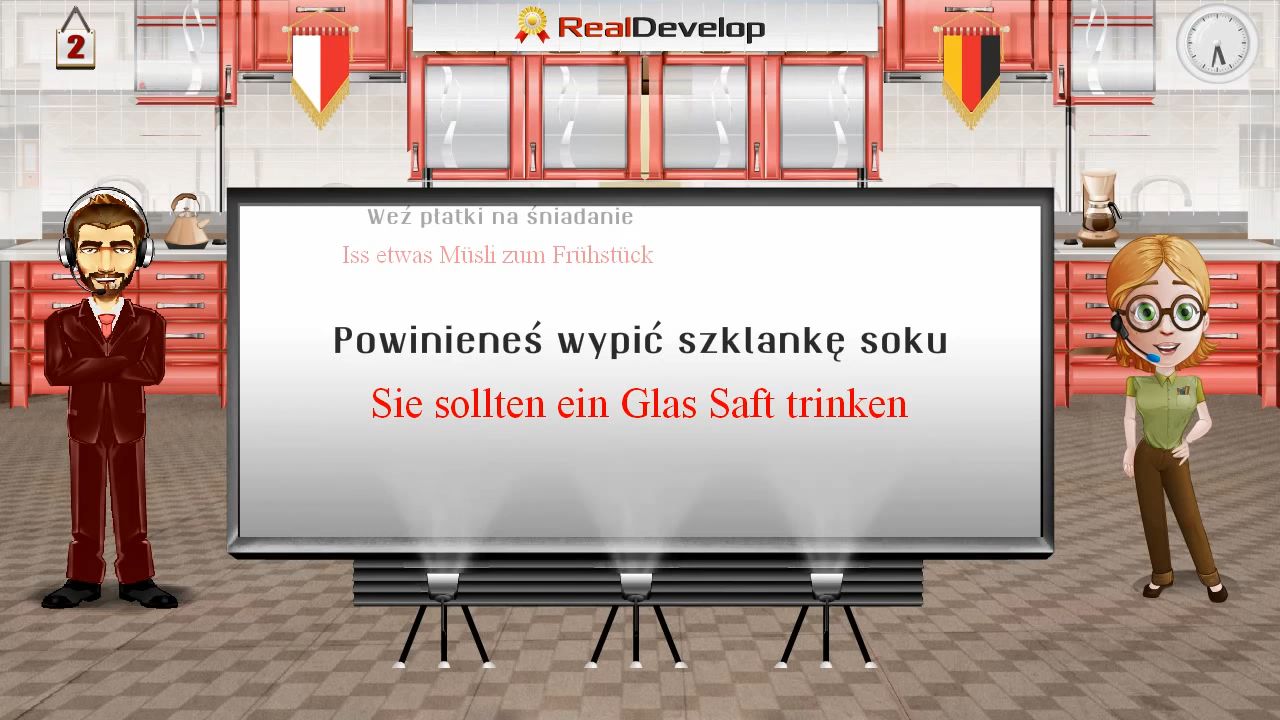 2
RealDevelop
Weź płatki na śniadanie
Iss etwas Müsli zum Frühstück
Powinieneś wypić szklankę soku
Sie sollten ein Glas Saft trinken